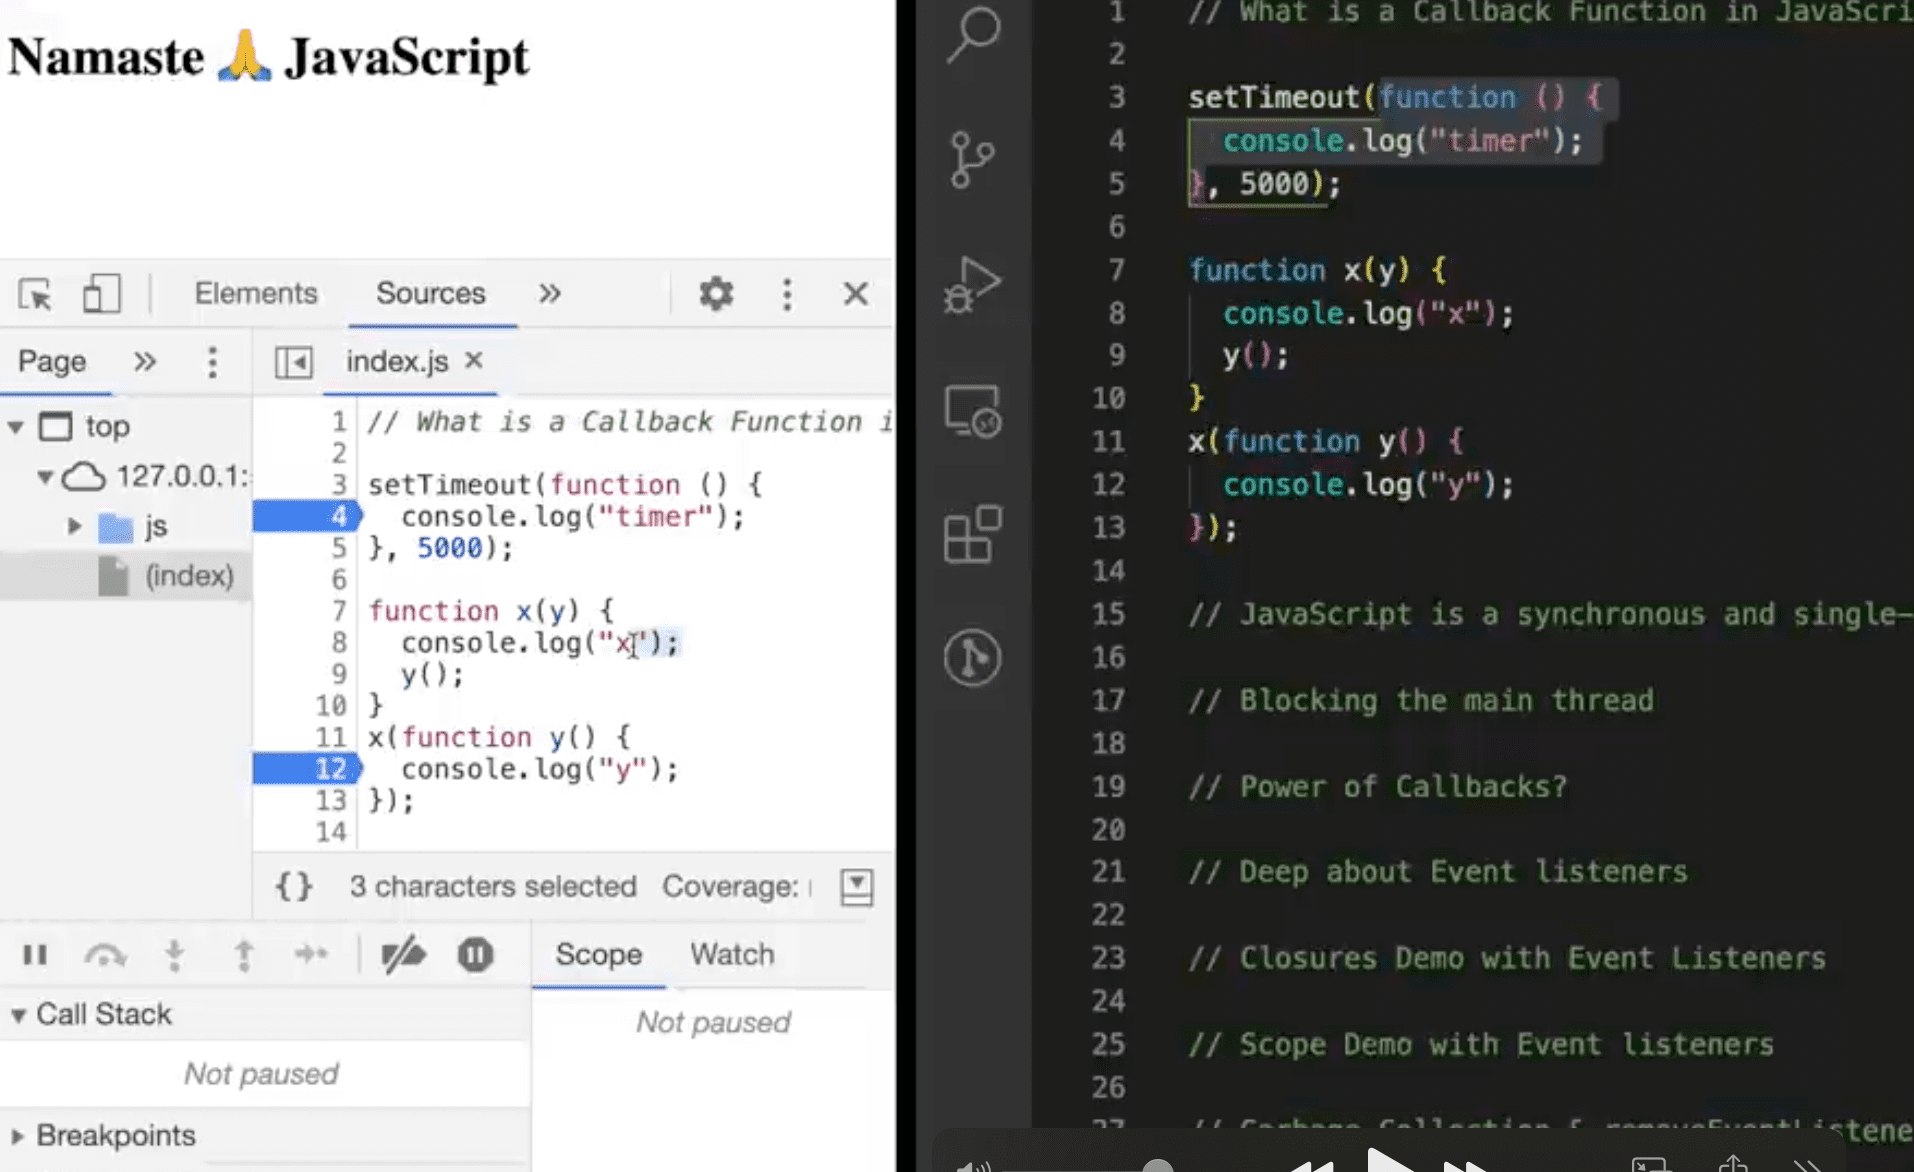 Namaste 🙏 JavaScript
Elements Sources »
Page » index.js ×
top
127.0.0.1:
js
(index)
1 // What is a Callback Function i
2
3 setTimeout(function () {
4 console.log("timer");
5 }, 5000);
6
7 function x(y) {
8 console.log("x");
9 y();
10 }
11 x(function y() {
12 console.log("y");
13 });
14
{} 3 characters selected Coverage:
Scope Watch
Call Stack
Not paused
Not paused
Breakpoints
1 // What is a Callback Function in JavaScri
2
3 setTimeout(function () {
4 console.log("timer");
5 }, 5000);
6
7 function x(y) {
8 console.log("x");
9 y();
10 }
11 x(function y() {
12 console.log("y");
13 });
14
15 // JavaScript is a synchronous and single-
16
17 // Blocking the main thread
18
19 // Power of Callbacks?
20
21 // Deep about Event listeners
22
23 // Closures Demo with Event Listeners
24
25 // Scope Demo with Event listeners
26
27 // Garbage Collection & removeEventListene